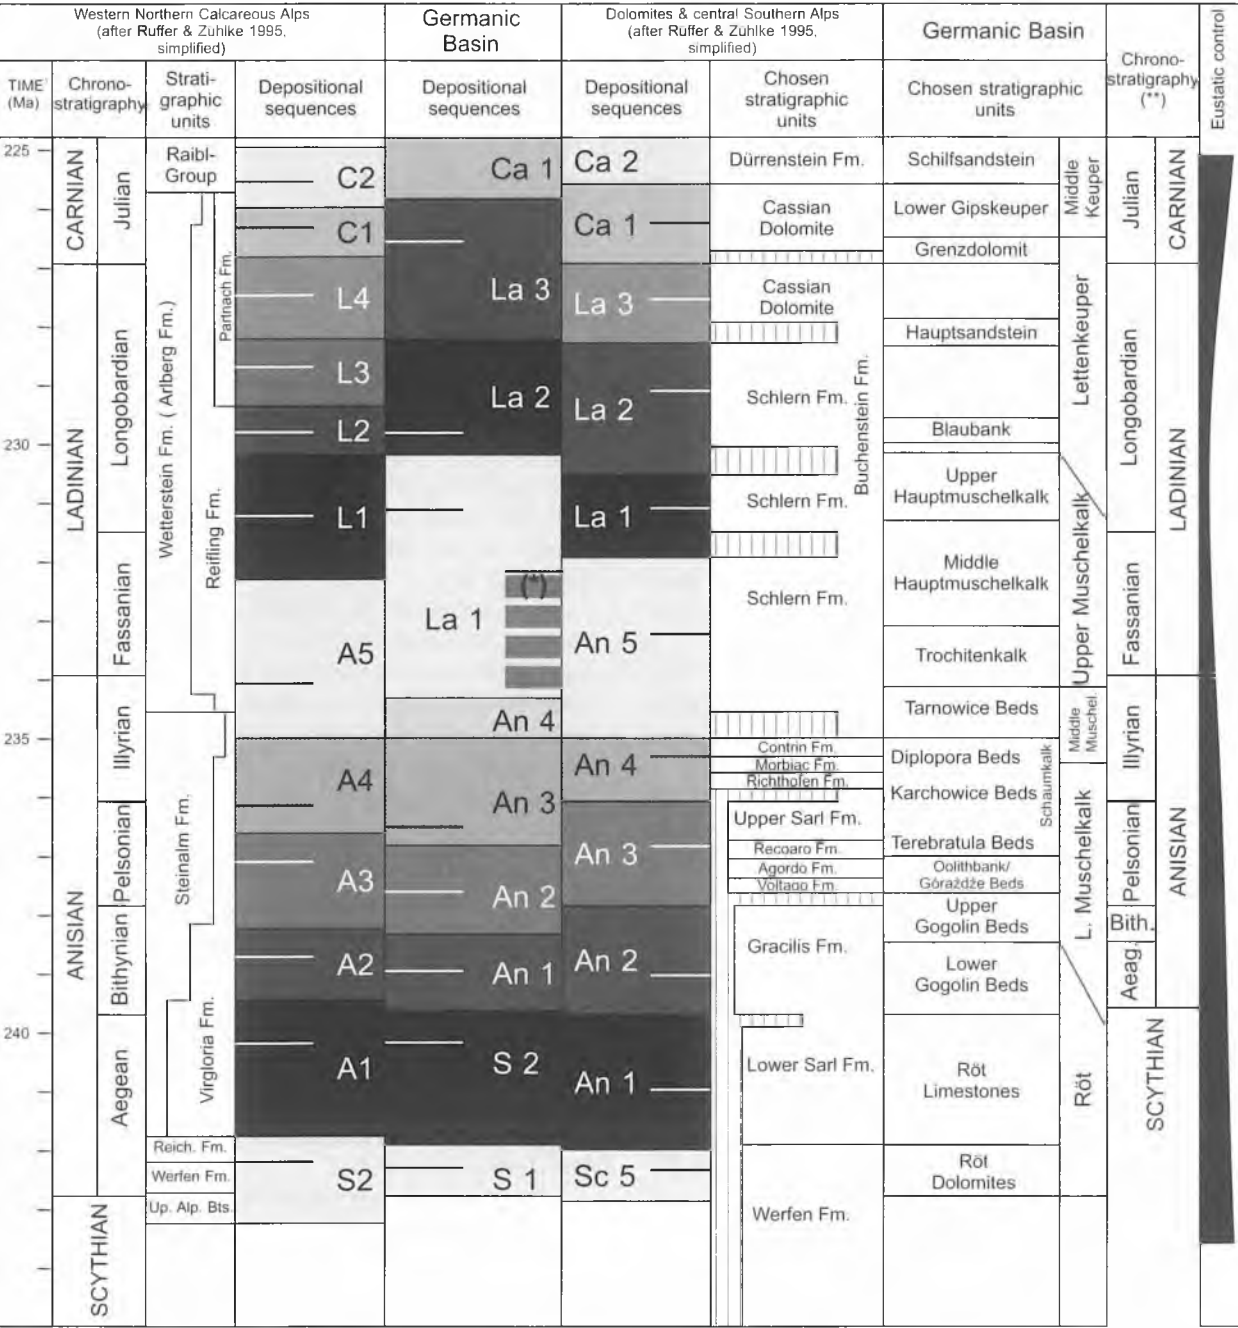 Western Northern Calcareous Alps
(after Rüffer & Zühlke 1995,
simplified)
Germanic
Basin
Dolomites & central Southern Alps
(after Rüffer & Zühlke 1995,
simplified)
Germanic Basin
Chrono-
stratigraphy
(**)
Eustatic control
TIME
(Ma)
Chrono-
stratigraphy
Strati-
graphic
units
Depositional
sequences
Depositional
sequences
Depositional
sequences
Chosen
stratigraphic
units
Chosen stratigraphic
units
225
230
235
240
CARNIAN
LADINIAN
ANISIAN
SCYTHIAN
Julian
Longobardian
Fassanian
Illyrian
Pelsonian
Bithynian
Aegean
Raibl-
Group
Partnach Fm.
Wetterstein Fm. ( Arlberg Fm.)
Reifling Fm.
Steinalm Fm.
Virgloria Fm.
Reich. Fm.
Werfen Fm.
Up. Alp. Bts.
C2
C1
L4
L3
L2
L1
A5
A4
A3
A2
A1
S2
Ca 1
La 3
La 2
La 1
(*)
An 4
An 3
An 2
An 1
S 2
S 1
Ca 2
Ca 1
La 3
La 2
La 1
An 5
An 4
An 3
An 2
An 1
Sc 5
Dürrenstein Fm.
Cassian
Dolomite
Cassian
Dolomite
Schlern Fm.
Buchenstein Fm.
Schlern Fm.
Schlern Fm.
Contrin Fm.
Morbiac Fm.
Richthofen Fm.
Upper Sarl Fm.
Recoaro Fm.
Agordo Fm.
Voltago Fm.
Gracilis Fm.
Lower Sarl Fm.
Werfen Fm.
Schilfsandstein
Lower Gipskeuper
Grenzdolomit
Hauptsandstein
Blaubank
Upper
Hauptmuschelkalk
Middle
Hauptmuschelkalk
Trochitenkalk
Tarnowice Beds
Diplopora Beds
Karchowice Beds
Schaumkalk
Terebratula Beds
Oolithbank/
Górażdże Beds
Upper
Gogolin Beds
Lower
Gogolin Beds
Röt
Limestones
Röt
Dolomites
Middle
Keuper
Lettenkeuper
Upper Muschelkalk
Middle
Muschel.
L. Muschelkalk
Röt
Julian
Longobardian
Fassanian
Illyrian
Pelsonian
Bith.
Aeag.
CARNIAN
LADINIAN
ANISIAN
SCYTHIAN